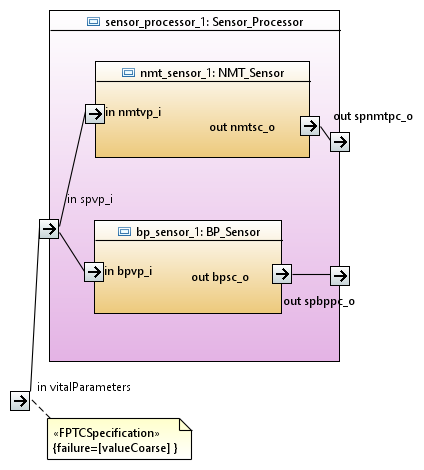 sensor_processor_1: Sensor_Processor
nmt_sensor_1: NMT_Sensor
in nmtvp_i
out nmtsc_o
out spnmtpc_o
in spvp_i
bp_sensor_1: BP_Sensor
in bpvp_i
out bpsc_o
out spbppc_o
in vitalParameters
«FPTCSpecification»
{failure=[valueCoarse] }